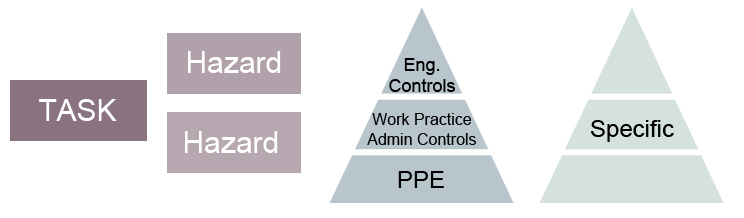 TASK
Hazard
Hazard
Eng.
Controls
Work Practice
Admin Controls
PPE
Specific